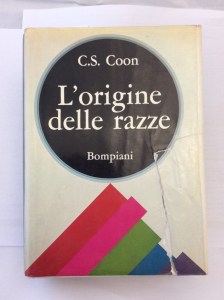 C.S. Coon
L'origine
delle razze
Bompiani